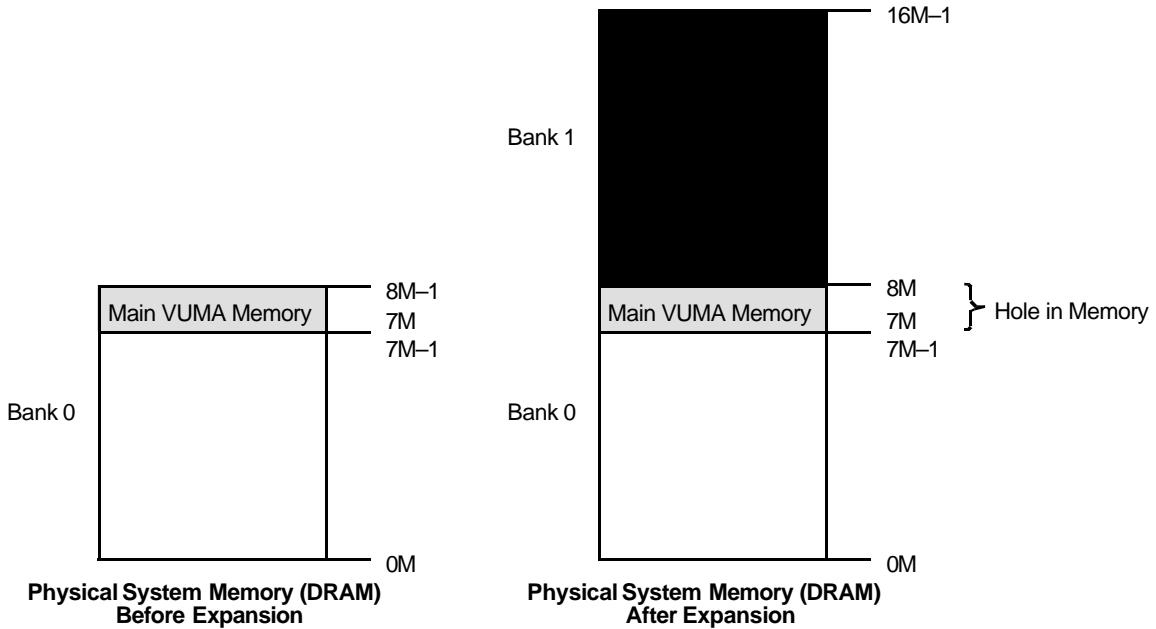 16M–1
Bank 1
8M–1
Main VUMA Memory
7M
7M–1
Bank 0
0M
Physical System Memory (DRAM)
Before Expansion
8M
Main VUMA Memory
7M
7M–1
Hole in Memory
Bank 0
0M
Physical System Memory (DRAM)
After Expansion